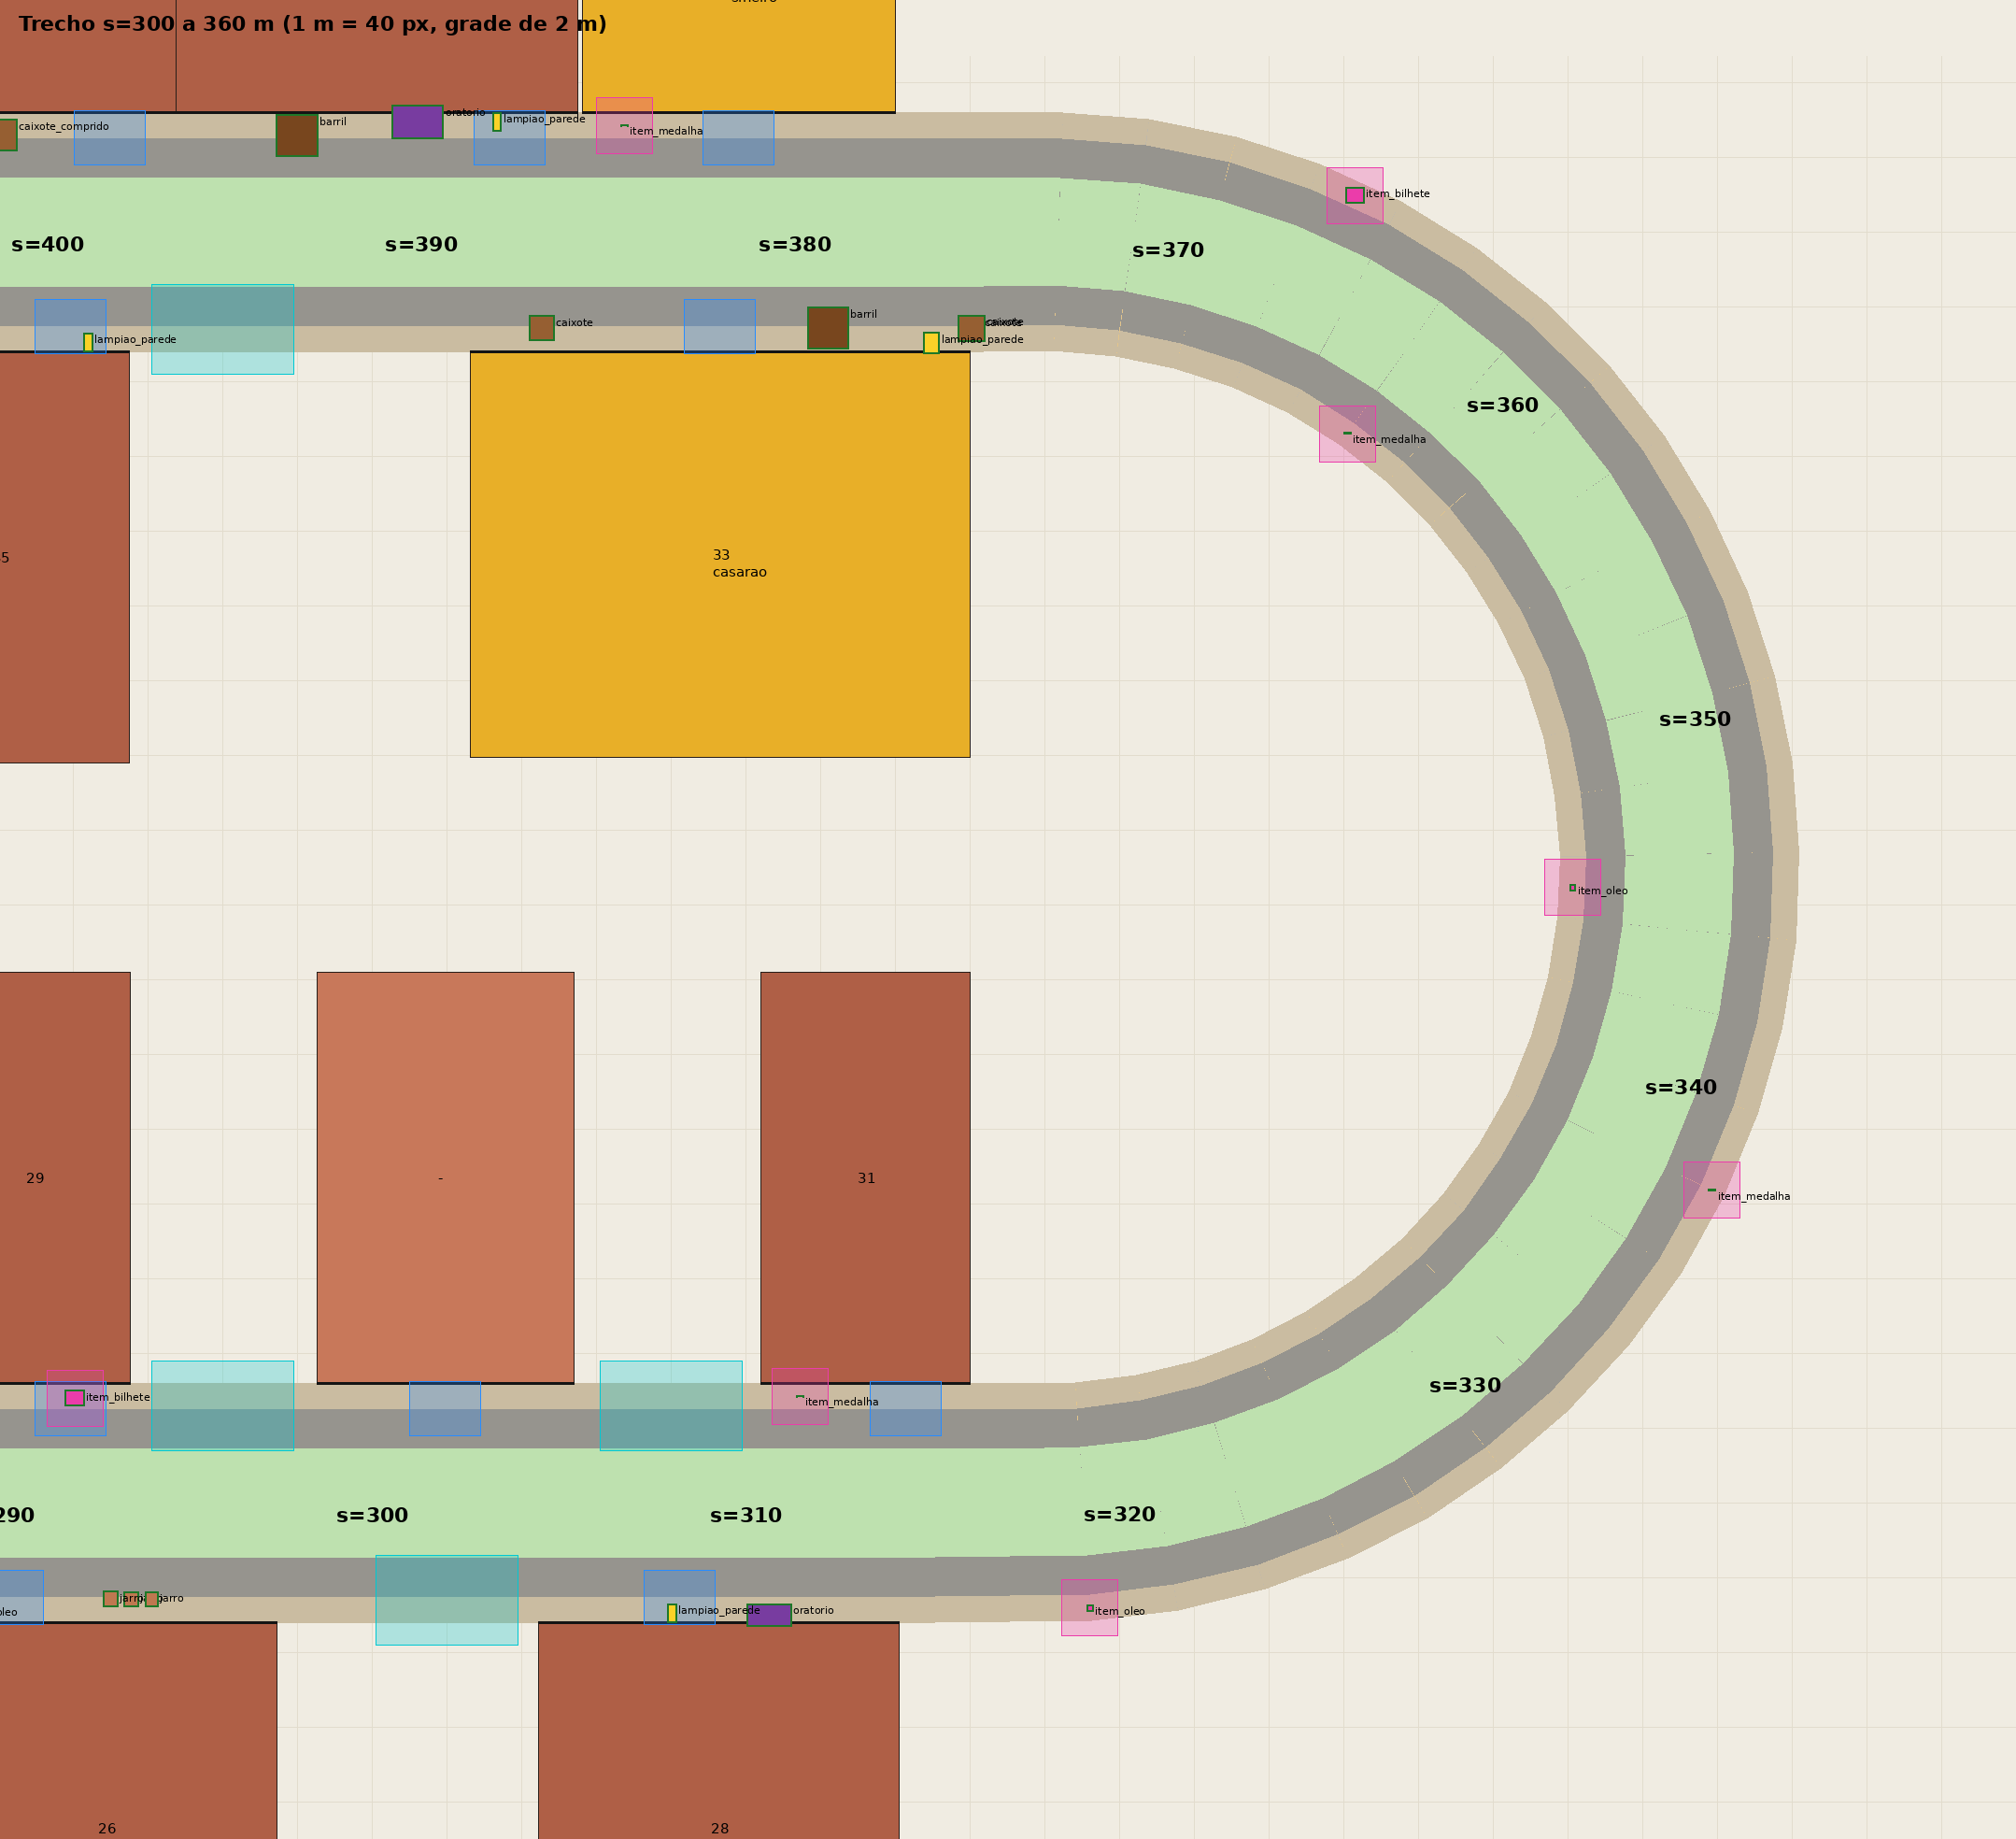 Trecho s=300 a 360 m (1 m = 40 px, grade de 2 m)
caixote_comprido
barril
oratorio
lampiao_parede
item_medalha
item_bilhete
s=400
s=390
s=380
s=370
lampiao_parede
caixote
barril
caixote
lampiao_parede
s=360
item_medalha
5
33
casarao
s=350
item_oleo
s=340
29
-
31
item_medalha
item_bilhete
item_medalha
s=330
290
s=300
s=310
s=320
oleo
jarro
lampiao_parede
oratorio
item_oleo
26
28